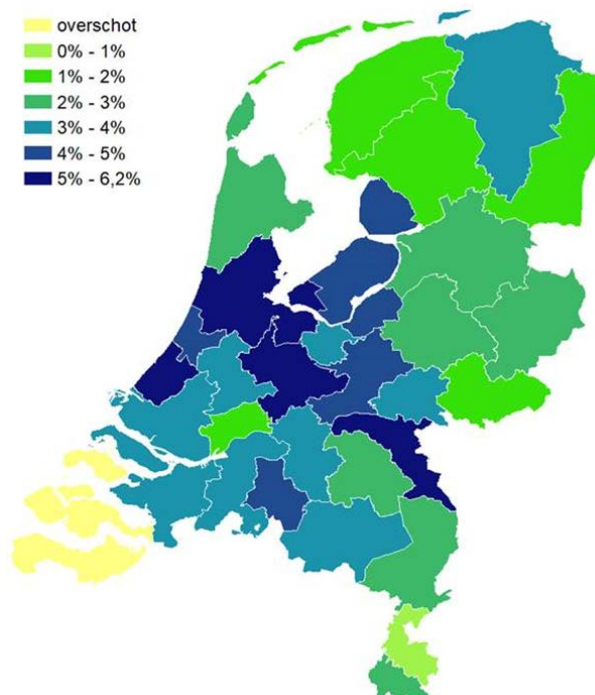 overschot
0% - 1%
1% - 2%
2% - 3%
3% - 4%
4% - 5%
5% - 6,2%